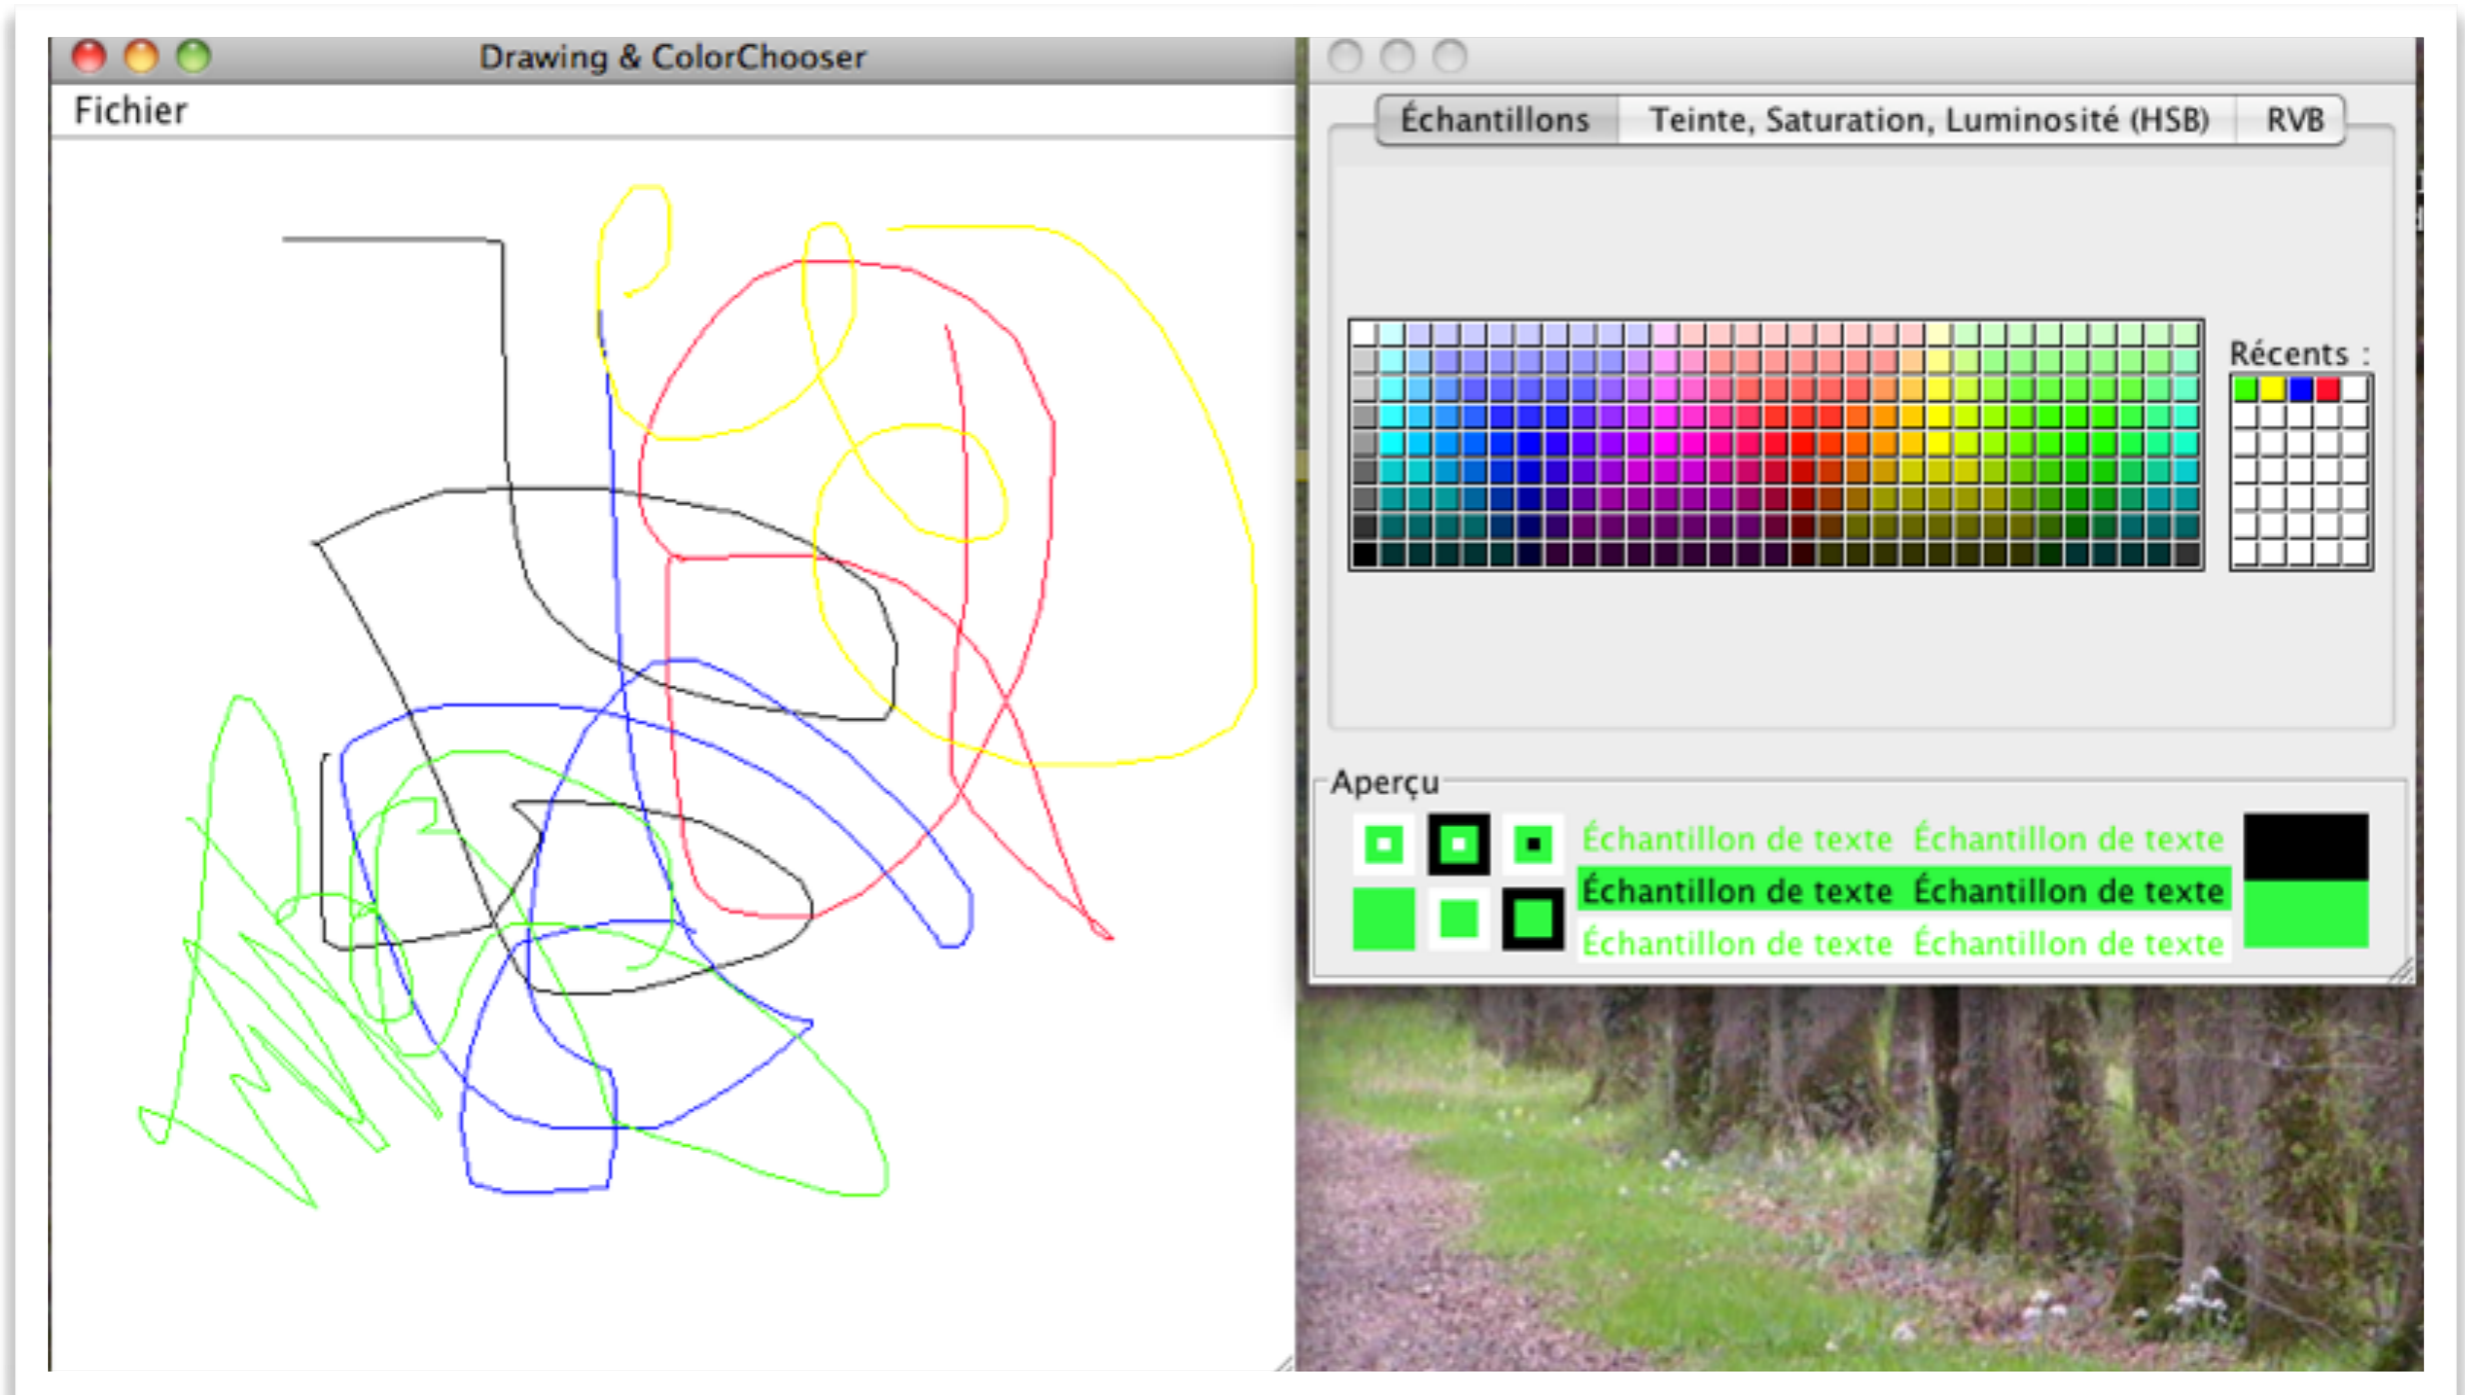 Drawing & ColorChooser
Fichier
Échantillons Teinte, Saturation, Luminosité (HSB) RVB
Récents :
Aperçu
Échantillon de texte Échantillon de texte
Échantillon de texte Échantillon de texte
Échantillon de texte Échantillon de texte